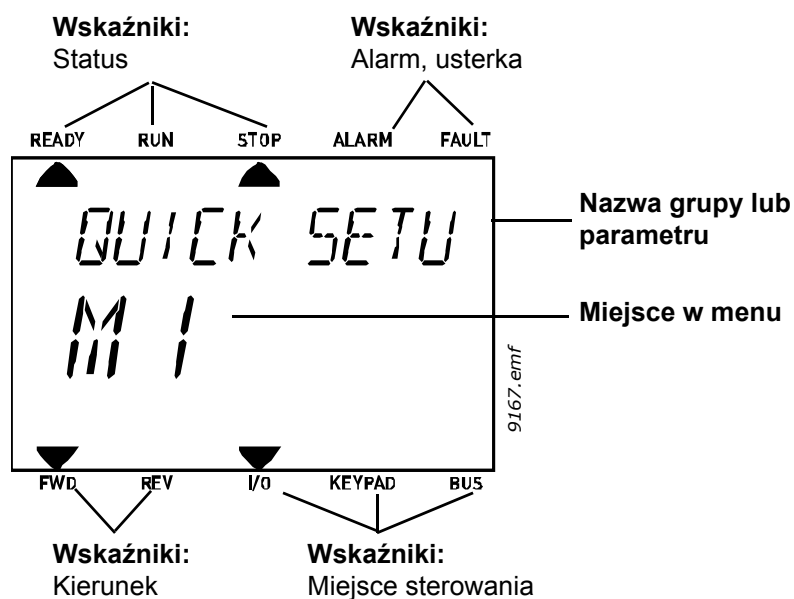 Wskaźniki:
Status
Wskaźniki:
Alarm, usterka
READY RUN STOP ALARM FAULT
QUICK SETU
Nazwa grupy lub
parametru
M 1
Miejsce w menu
9167.emf
FWD REV I/O KEYPAD BUS
Wskaźniki:
Kierunek
Wskaźniki:
Miejsce sterowania